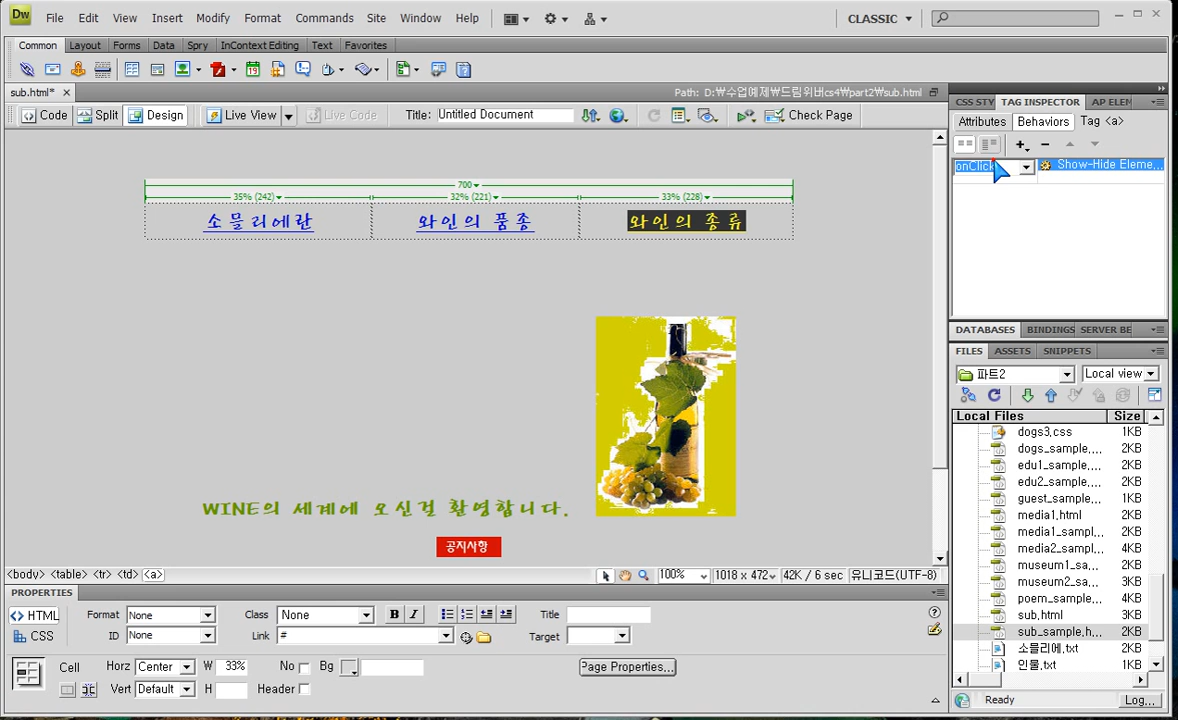 Dw File Edit View Insert Modify Format Commands Site Window Help CLASSIC
Common Layout Forms Data Spry InContext Editing Text Favorites
sub.html* Path: D:₩수업예제₩드림위버cs4₩part2₩sub.html
Code Split Design Live View Live Code Title: Untitled Document Check Page
CSS STY TAG INSPECTOR AP ELEM
Attributes Behaviors Tag <a>
onClick Show-Hide Eleme...
700
35% (242) 32% (221) 33% (228)
소믈리에란 와인의 품종 와인의 종류
WINE의 세계에 오신걸 환영합니다.
공지사항
DATABASES BINDINGS SERVER BE
FILES ASSETS SNIPPETS
파트2 Local view
Local Files Size
dogs3.css 1KB
dogs_sample.... 2KB
edu1_sample.... 2KB
edu2_sample.... 2KB
guest_sample.... 2KB
media1.html 2KB
media1_sampl... 2KB
media2_sampl... 4KB
museum1_sa... 2KB
museum2_sa... 3KB
poem_sample.... 2KB
sub.html 3KB
sub_sample.h... 2KB
소믈리에.txt 2KB
인물.txt 1KB
Ready Log...
<body> <table> <tr> <td> <a> 100% 1018 x 472 42K / 6 sec 유니코드(UTF-8)
PROPERTIES
HTML Format None Class None B I Title
CSS ID None Link # Target
Cell Horz Center W 33% No Bg Page Properties...
Vert Default H Header